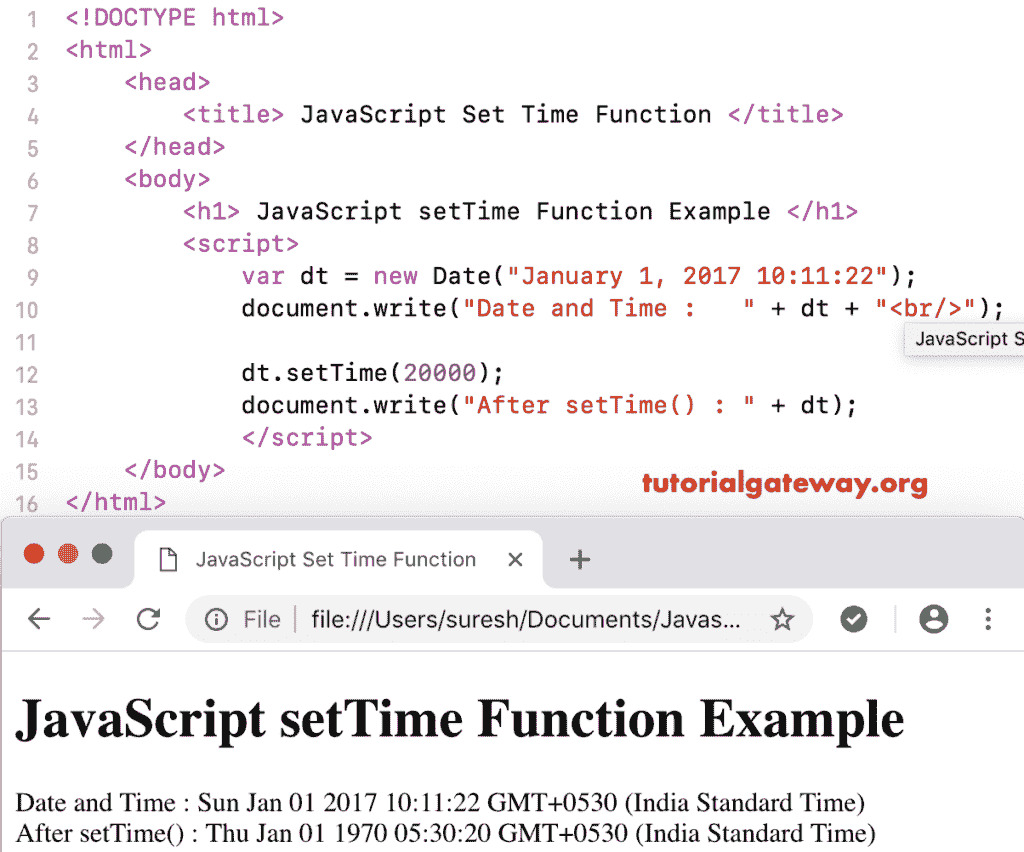 1 <!DOCTYPE html>
2 <html>
3     <head>
4         <title> JavaScript Set Time Function </title>
5     </head>
6     <body>
7         <h1> JavaScript setTime Function Example </h1>
8         <script>
9             var dt = new Date("January 1, 2017 10:11:22");
10             document.write("Date and Time :   " + dt + "<br/>");
JavaScript S
11
12             dt.setTime(20000);
13             document.write("After setTime() : " + dt);
14             </script>
15     </body>
tutorialgateway.org
16 </html>
JavaScript Set Time Function
File | file:///Users/suresh/Documents/Javas...
JavaScript setTime Function Example
Date and Time : Sun Jan 01 2017 10:11:22 GMT+0530 (India Standard Time)
After setTime() : Thu Jan 01 1970 05:30:20 GMT+0530 (India Standard Time)